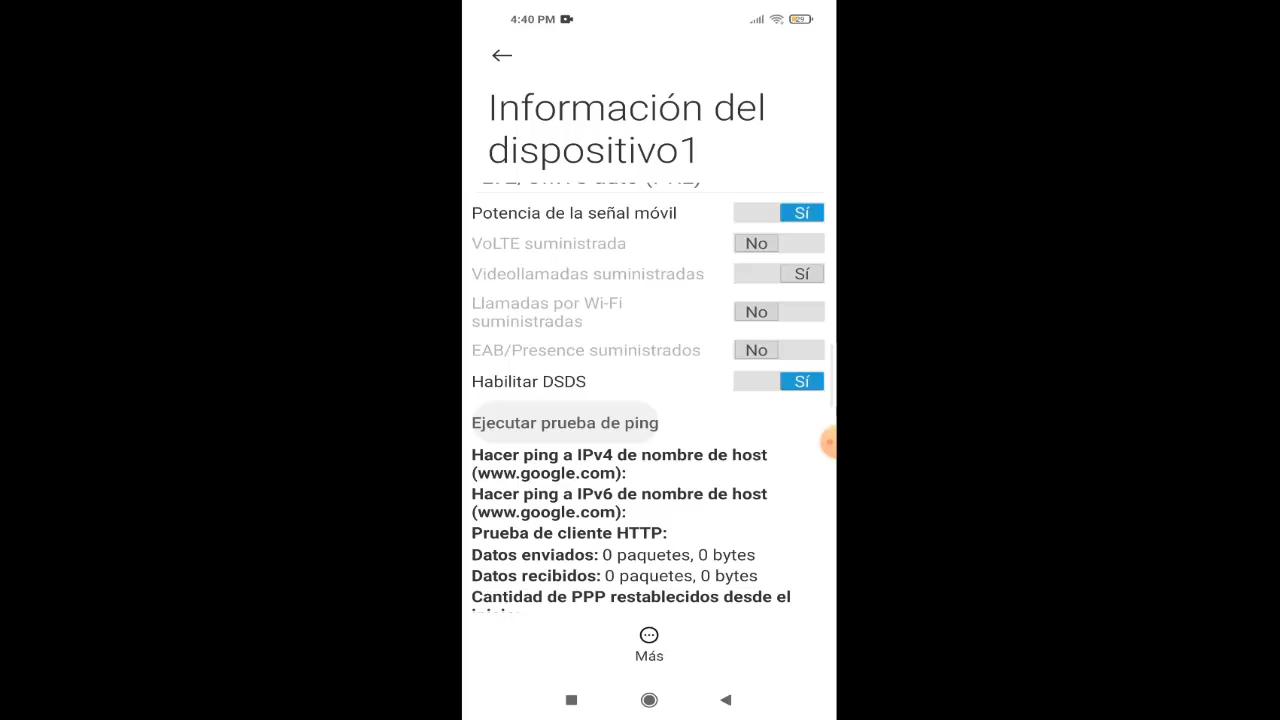 4:40 PM
29
Información del
dispositivo1
Potencia de la señal móvil Sí
VoLTE suministrada No
Videollamadas suministradas Sí
Llamadas por Wi-Fi
suministradas No
EAB/Presence suministrados No
Habilitar DSDS Sí
Ejecutar prueba de ping
Hacer ping a IPv4 de nombre de host
(www.google.com):
Hacer ping a IPv6 de nombre de host
(www.google.com):
Prueba de cliente HTTP:
Datos enviados: 0 paquetes, 0 bytes
Datos recibidos: 0 paquetes, 0 bytes
Cantidad de PPP restablecidos desde el
Más